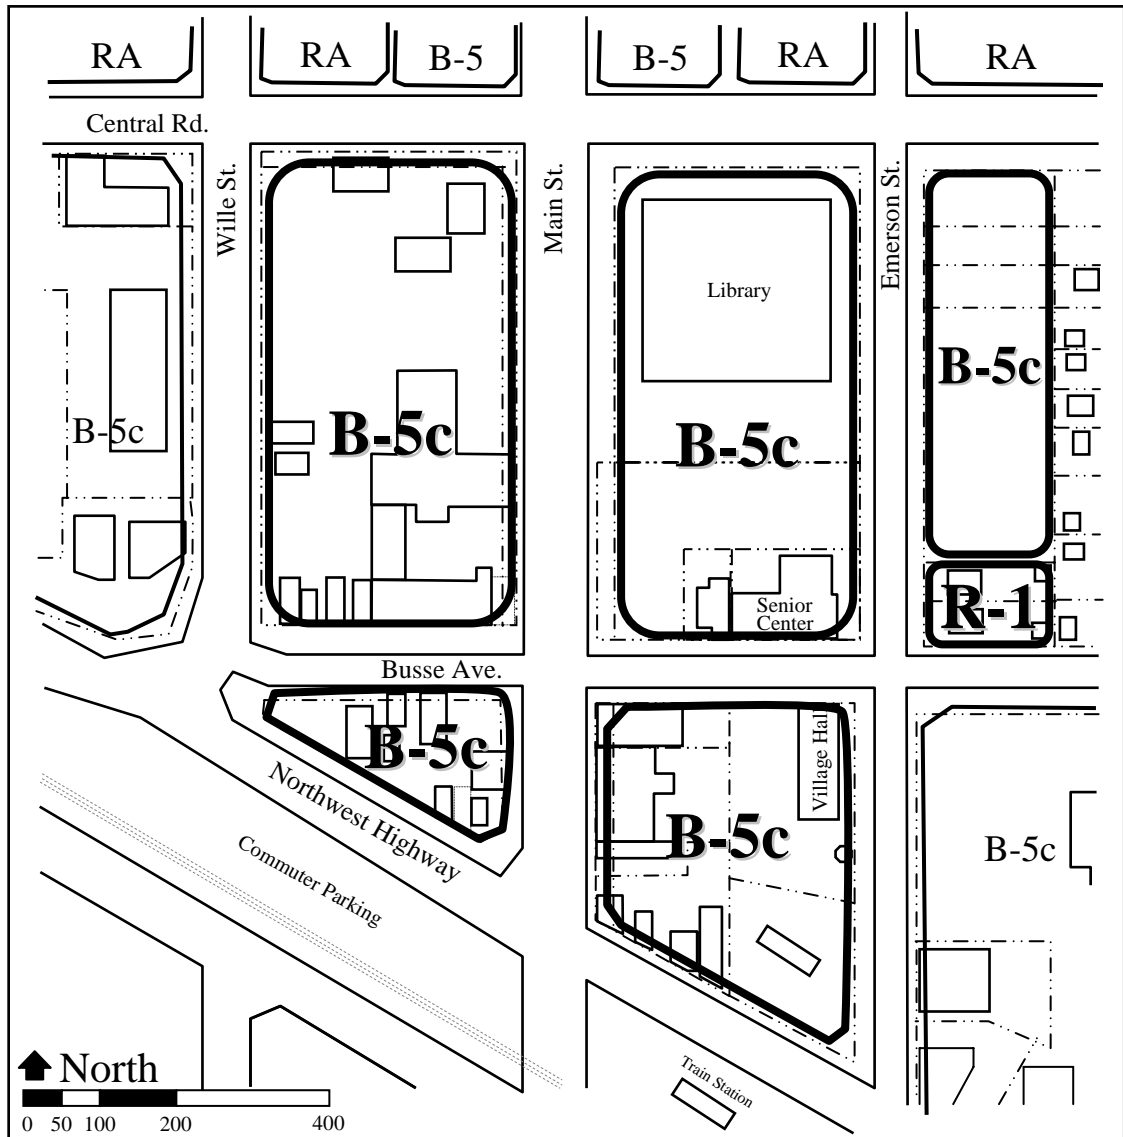 RA
RA
B-5
B-5
RA
RA
Central Rd.
Wille St.
Main St.
Emerson St.
Library
B-5c
B-5c
B-5c
B-5c
Senior
Center
R-1
Busse Ave.
B-5c
Northwest Highway
Village Hall
B-5c
B-5c
Commuter Parking
Train Station
North
0 50 100 200 400